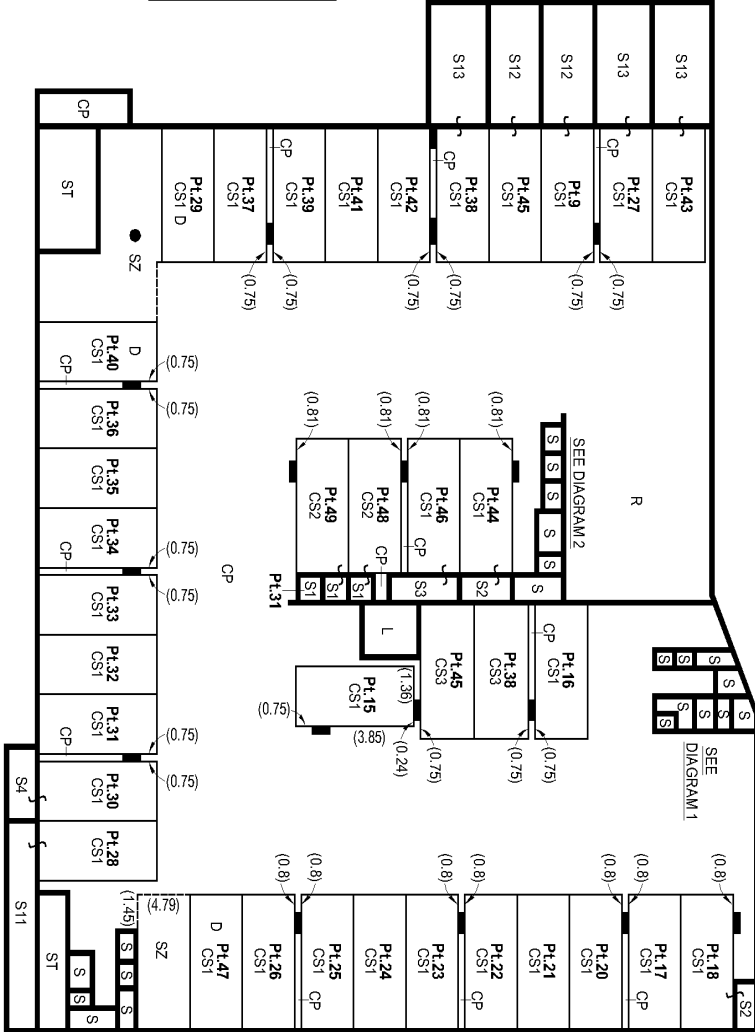 S13
S12
S12
S13
S13
CP
ST
Pt.29
CS1 D
Pt.37
CS1
CP
Pt.39
CS1
Pt.41
CS1
Pt.42
CS1
CP
Pt.38
CS1
Pt.45
CS1
Pt.9
CS1
CP
Pt.27
CS1
Pt.43
CS1
SZ
(0.75)
(0.75)
(0.75)
(0.75)
(0.75)
(0.75)
D
Pt.40
CS1
CP
(0.75)
(0.75)
Pt.36
CS1
Pt.35
CS1
Pt.34
CS1
CP
(0.75)
(0.75)
Pt.33
CS1
Pt.32
CS1
Pt.31
CS1
CP
(0.75)
(0.75)
Pt.30
CS1
Pt.28
CS1
(0.81)
(0.81)
(0.81)
(0.81)
Pt.49
CS2
Pt.48
CS2
Pt.46
CS1
Pt.44
CS1
CP
CP
S
S
S
S
S
SEE DIAGRAM 2
R
CP
Pt.31
S1
S1
S1
S3
S2
S
L
Pt.45
CS3
Pt.38
CS3
CP
Pt.16
CS1
Pt.15
CS1
(1.36)
(0.75)
(3.85)
(0.24)
(0.75)
(0.75)
(0.75)
S
S
S
S
S
S
S
S
S
SEE
DIAGRAM 1
S4
S11
ST
S
S
S
S
S
S
(1.45)
(4.79)
SZ
D
Pt.47
CS1
Pt.26
CS1
(0.8)
(0.8)
Pt.25
CS1
CP
Pt.24
CS1
Pt.23
CS1
(0.8)
(0.8)
Pt.22
CS1
CP
Pt.21
CS1
Pt.20
CS1
(0.8)
(0.8)
Pt.17
CS1
CP
Pt.18
CS1
(0.8)
S2